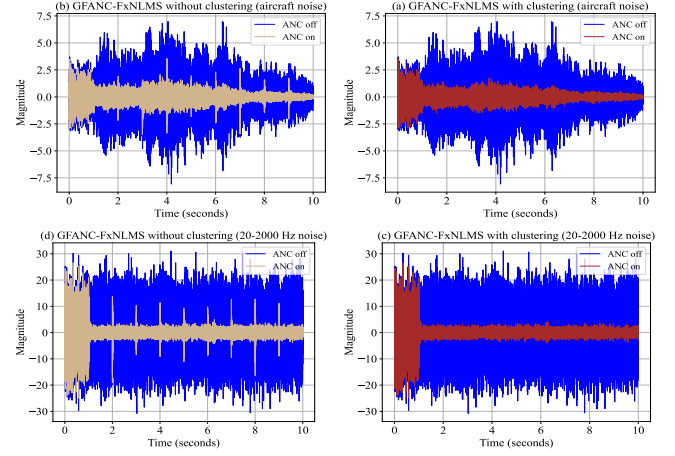 (b) GFANC-FxNLMS without clustering (aircraft noise)
7.5
5.0
2.5
0.0
−2.5
−5.0
−7.5
Magnitude
ANC off
ANC on
0 2 4 6 8 10
Time (seconds)
(a) GFANC-FxNLMS with clustering (aircraft noise)
7.5
5.0
2.5
0.0
−2.5
−5.0
−7.5
Magnitude
ANC off
ANC on
0 2 4 6 8 10
Time (seconds)
(d) GFANC-FxNLMS without clustering (20-2000 Hz noise)
30
20
10
0
−10
−20
−30
Magnitude
ANC off
ANC on
0 2 4 6 8 10
Time (seconds)
(c) GFANC-FxNLMS with clustering (20-2000 Hz noise)
30
20
10
0
−10
−20
−30
Magnitude
ANC off
ANC on
0 2 4 6 8 10
Time (seconds)